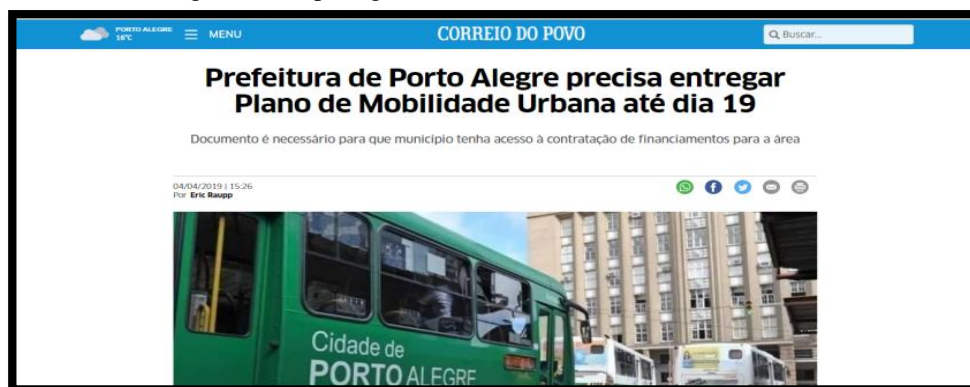 PORTO ALEGRE
16°C
MENU
CORREIO DO POVO
Buscar...
Prefeitura de Porto Alegre precisa entregar
Plano de Mobilidade Urbana até dia 19
Documento é necessário para que município tenha acesso à contratação de financiamentos para a área
04/04/2019 | 15:26
Por Eric Raupp
Cidade de
PORTO ALEGRE